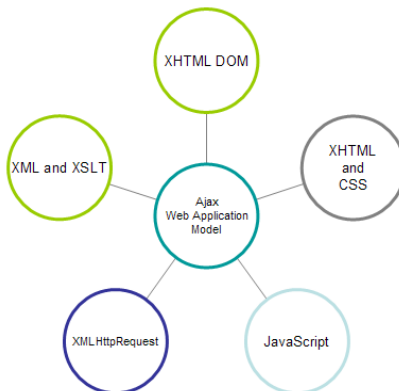 XHTML DOM
XML and XSLT
XHTML
and
CSS
Ajax
Web Application
Model
XMLHttpRequest
JavaScript